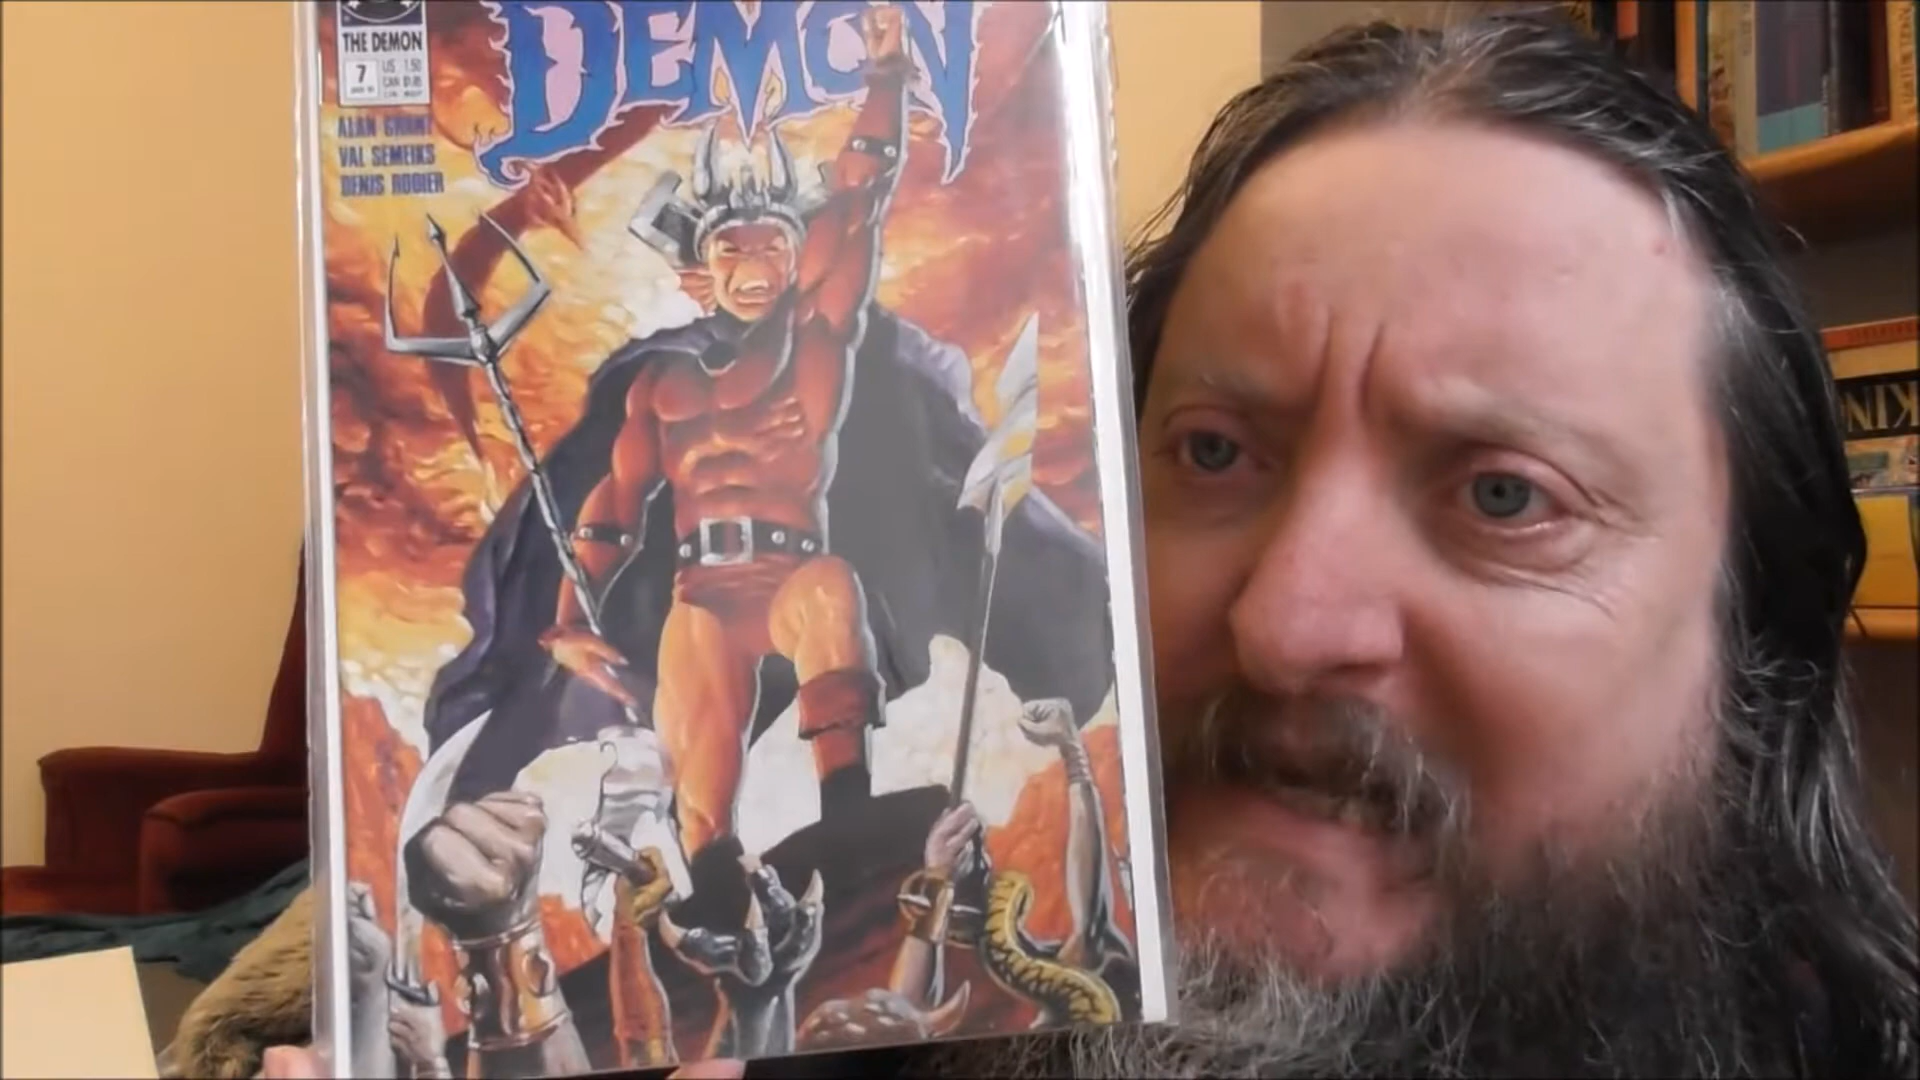 DEMON
THE DEMON
7
US 1.50
CAN $1.85
ALAN GRANT
VAL SEMEIKS
DENIS RODIER
KIN